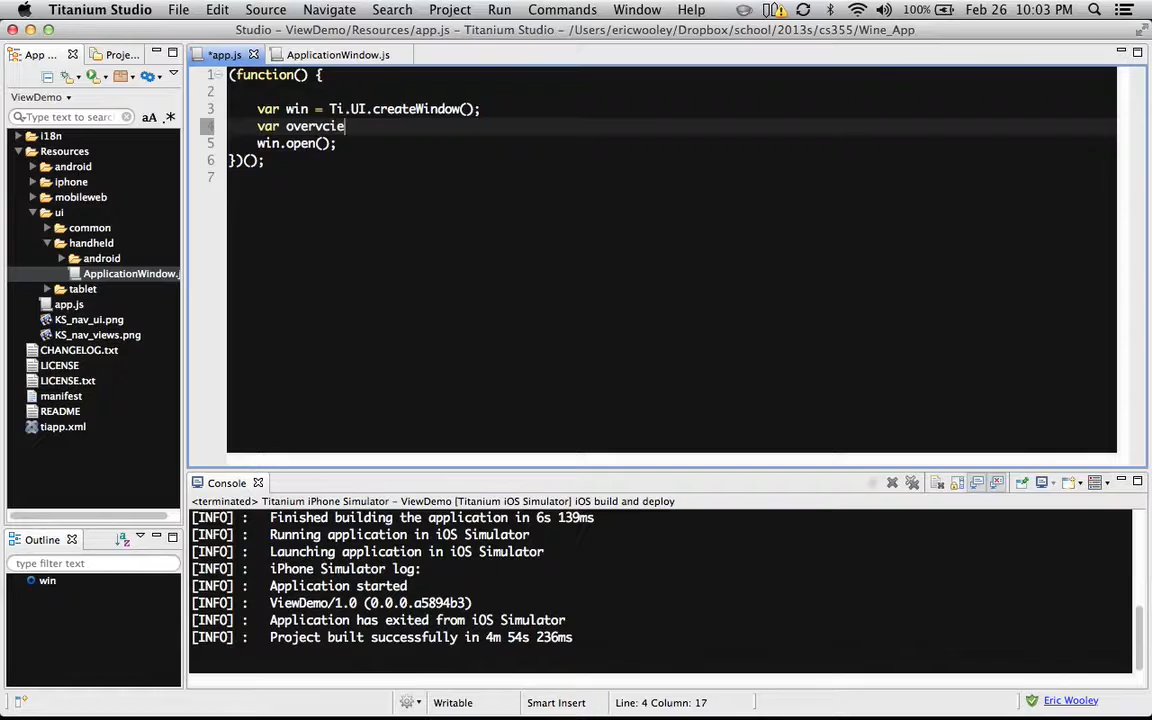 Titanium Studio File Edit Source Navigate Search Project Run Commands Window Help 100% Feb 26 10:03 PM
Studio - ViewDemo/Resources/app.js - Titanium Studio - /Users/ericwooley/Dropbox/school/2013s/cs355/Wine_App
App ... Proje... *app.js ApplicationWindow.js
ViewDemo
Type text to searcl aA .*
i18n
Resources
android
iphone
mobileweb
ui
common
handheld
android
ApplicationWindow.j
tablet
app.js
KS_nav_ui.png
KS_nav_views.png
CHANGELOG.txt
LICENSE
LICENSE.txt
manifest
README
tiapp.xml
1 (function() {
2
3 var win = Ti.UI.createWindow();
4 var overvcie
5 win.open();
6 })();
7
Outline
type filter text
win
Console
<terminated> Titanium iPhone Simulator - ViewDemo [Titanium iOS Simulator] iOS build and deploy
[INFO] : Finished building the application in 6s 139ms
[INFO] : Running application in iOS Simulator
[INFO] : Launching application in iOS Simulator
[INFO] : iPhone Simulator log:
[INFO] : Application started
[INFO] : ViewDemo/1.0 (0.0.0.a5894b3)
[INFO] : Application has exited from iOS Simulator
[INFO] : Project built successfully in 4m 54s 236ms
Writable Smart Insert Line: 4 Column: 17 Eric Wooley